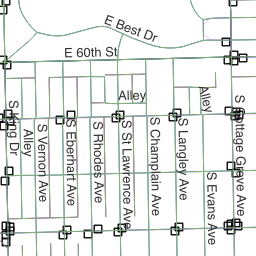 E Best Dr
E 60th St
Alley
Alley
S King Dr
Alley
S Vernon Ave
S Eberhart Ave
S Rhodes Ave
S St Lawrence Ave
S Champlain Ave
S Langley Ave
S Evans Ave
S Cottage Grove Ave